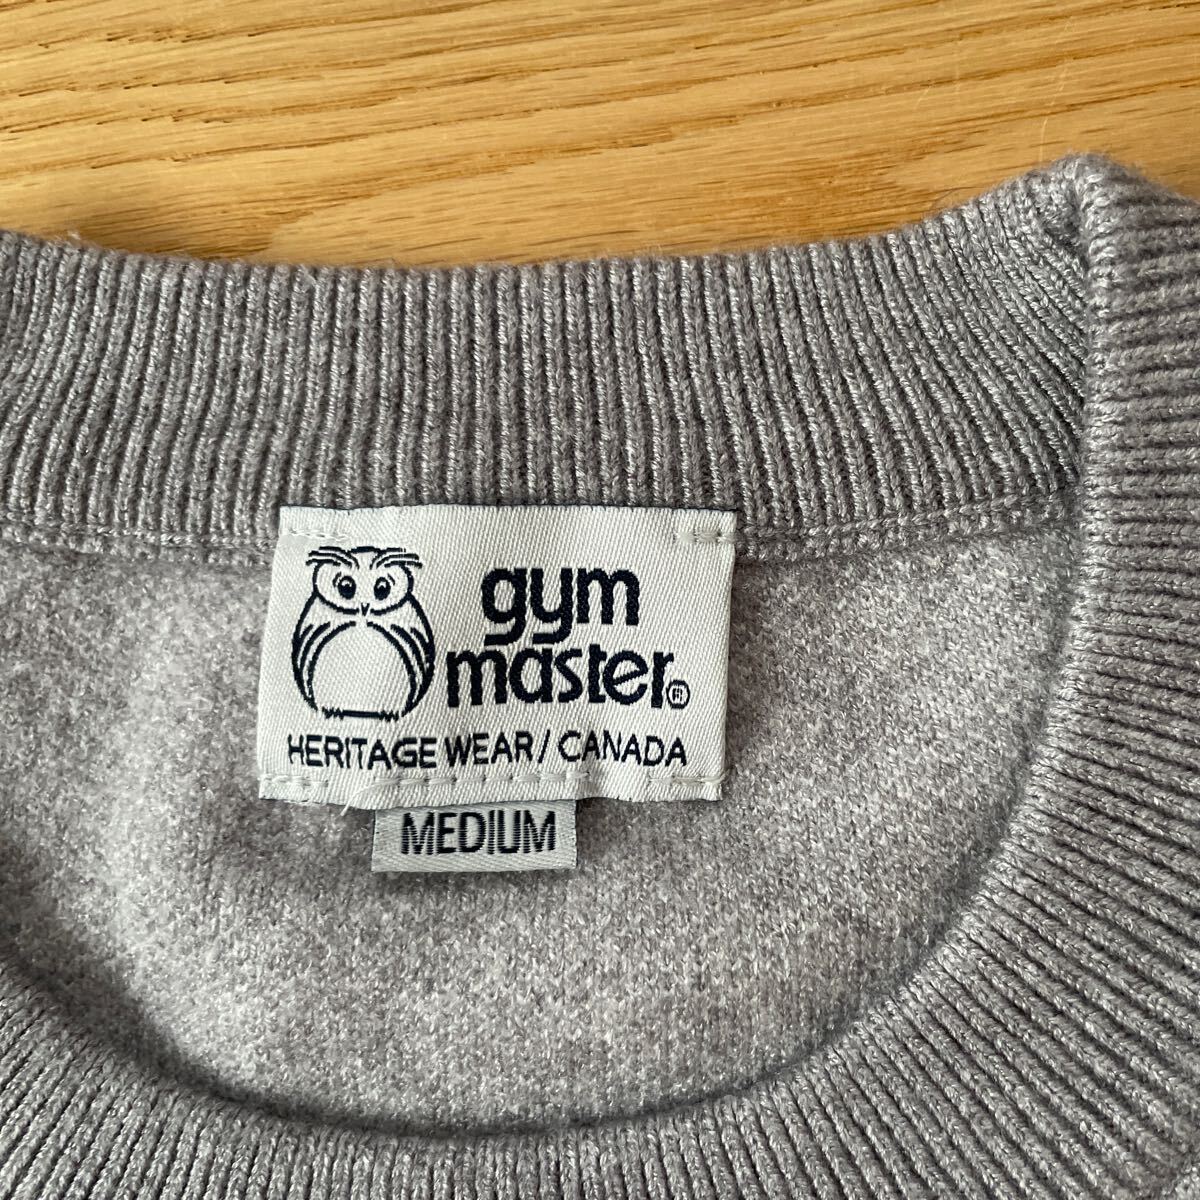 gym
master®
HERITAGE WEAR / CANADA
MEDIUM